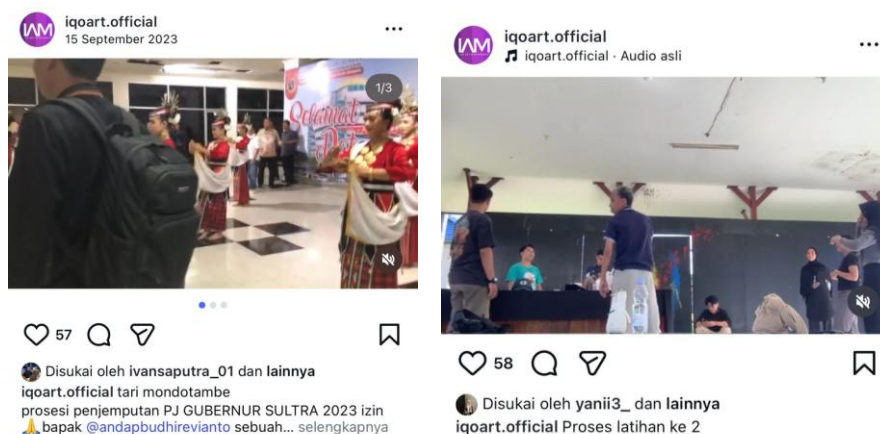 iqoart.official
15 September 2023
1/3
Selamat
57
Disukai oleh ivansaputra_01 dan lainnya
iqoart.official tari mondotambe
prosesi penjemputan PJ GUBERNUR SULTRA 2023 izin
🙏bapak @andapbudhirevianto sebuah... selengkapnya
iqoart.official
iqoart.official · Audio asli
58
Disukai oleh yanii3_ dan lainnya
iqoart.official Proses latihan ke 2